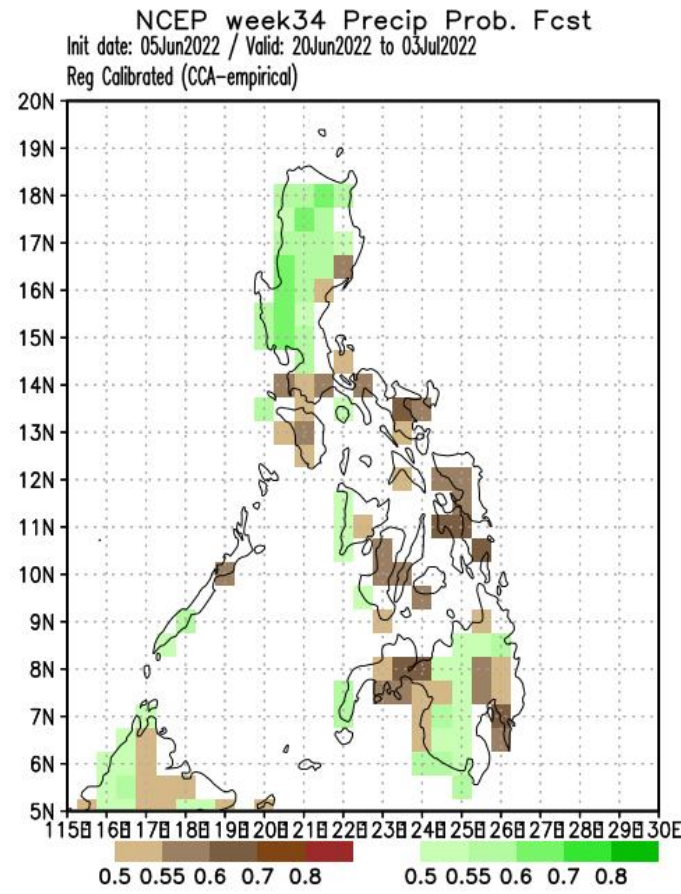 NCEP week34 Precip Prob. Fcst
Init date: 05Jun2022 / Valid: 20Jun2022 to 03Jul2022
Reg Calibrated (CCA-empirical)
20N
19N
18N
17N
16N
15N
14N
13N
12N
11N
10N
9N
8N
7N
6N
5N
115E 116E 117E 118E 119E 120E 121E 122E 123E 124E 125E 126E 127E 128E 129E 130E
0.5 0.55 0.6 0.7 0.8 0.5 0.55 0.6 0.7 0.8